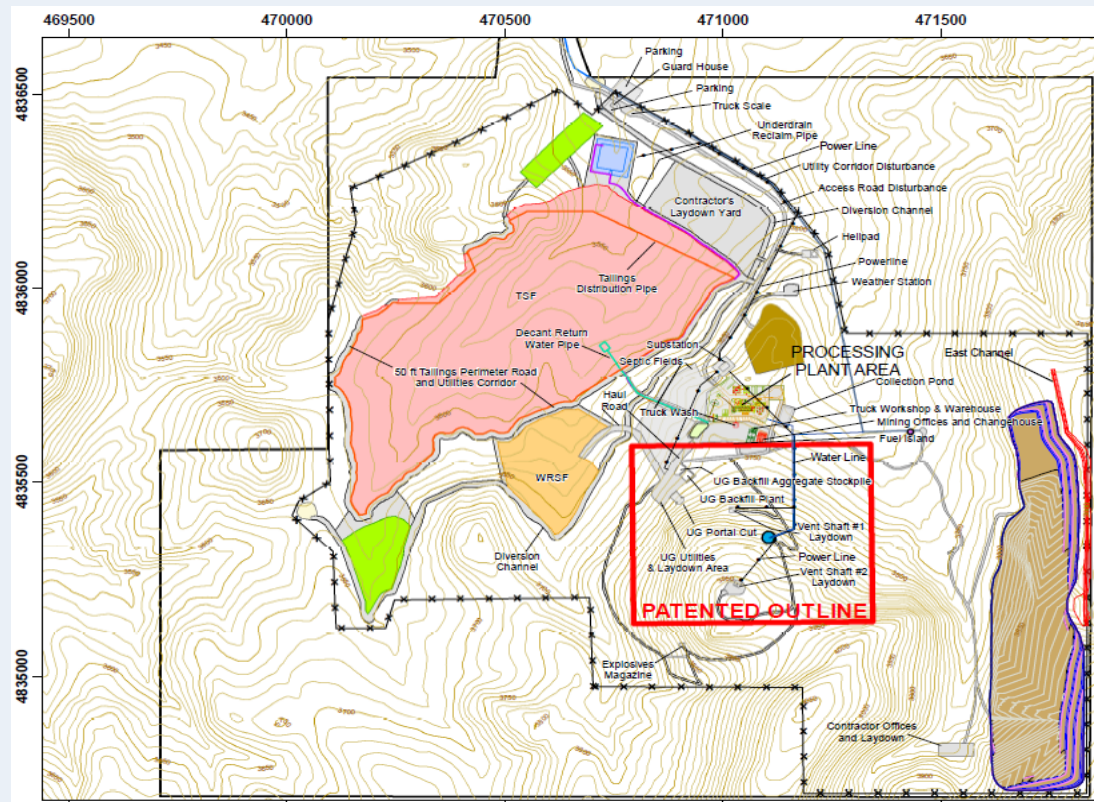 469500
470000
470500
471000
471500
4836500
4836000
4835500
4835000
Parking
Guard House
Parking
Truck Scale
Underdrain
Reclaim Pipe
Power Line
Utility Corridor Disturbance
Access Road Disturbance
Contractor's
Laydown Yard
Diversion Channel
Helipad
Powerline
Weather Station
Tailings
Distribution Pipe
TSF
Decant Return
Water Pipe
Substation
Septic Fields
PROCESSING
PLANT AREA
East Channel
50 ft Tailings Perimeter Road
and Utilities Corridor
Collection Pond
Haul
Road
Truck Wash
Truck Workshop & Warehouse
Mining Offices and Changehouse
Fuel Island
Water Line
WRSF
UG Backfill Aggregate Stockpile
UG Backfill Plant
UG Portal Cut
Vent Shaft #1
Laydown
Diversion
Channel
UG Utilities
& Laydown Area
Power Line
Vent Shaft #2
Laydown
PATENTED OUTLINE
Explosives
Magazine
Contractor Offices
and Laydown